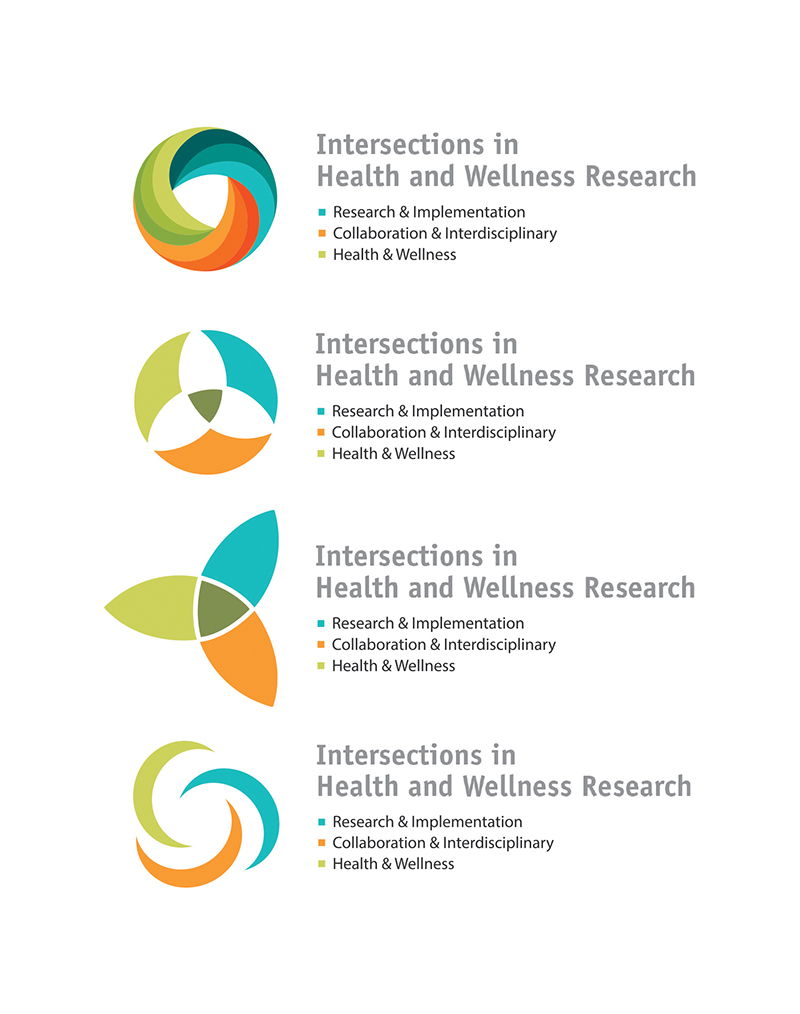 Intersections in
Health and Wellness Research
Research & Implementation
Collaboration & Interdisciplinary
Health & Wellness
Intersections in
Health and Wellness Research
Research & Implementation
Collaboration & Interdisciplinary
Health & Wellness
Intersections in
Health and Wellness Research
Research & Implementation
Collaboration & Interdisciplinary
Health & Wellness
Intersections in
Health and Wellness Research
Research & Implementation
Collaboration & Interdisciplinary
Health & Wellness